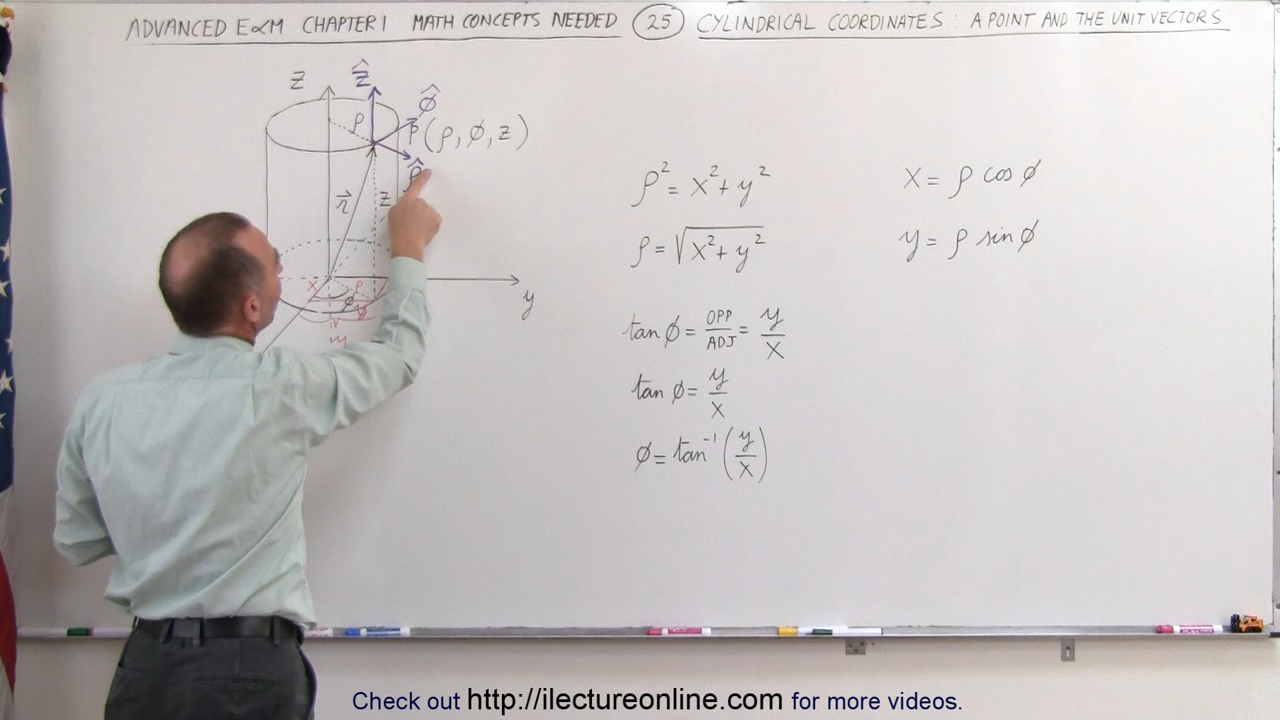 ADVANCED E∝M CHAPTER 1 MATH CONCEPTS NEEDED 25 CYLINDRICAL COORDINATES: A POINT AND THE UNIT VECTORS
z ẑ φ̂
ρ P(ρ, φ, z)
ρ̂
r⃗ z
x ρ
φ
y
y
ρ² = x² + y²
ρ = √(x² + y²)
tan φ = OPP/ADJ = y/x
tan φ = y/x
φ = tan⁻¹(y/x)
x = ρ cos φ
y = ρ sin φ
Check out http://ilectureonline.com for more videos.